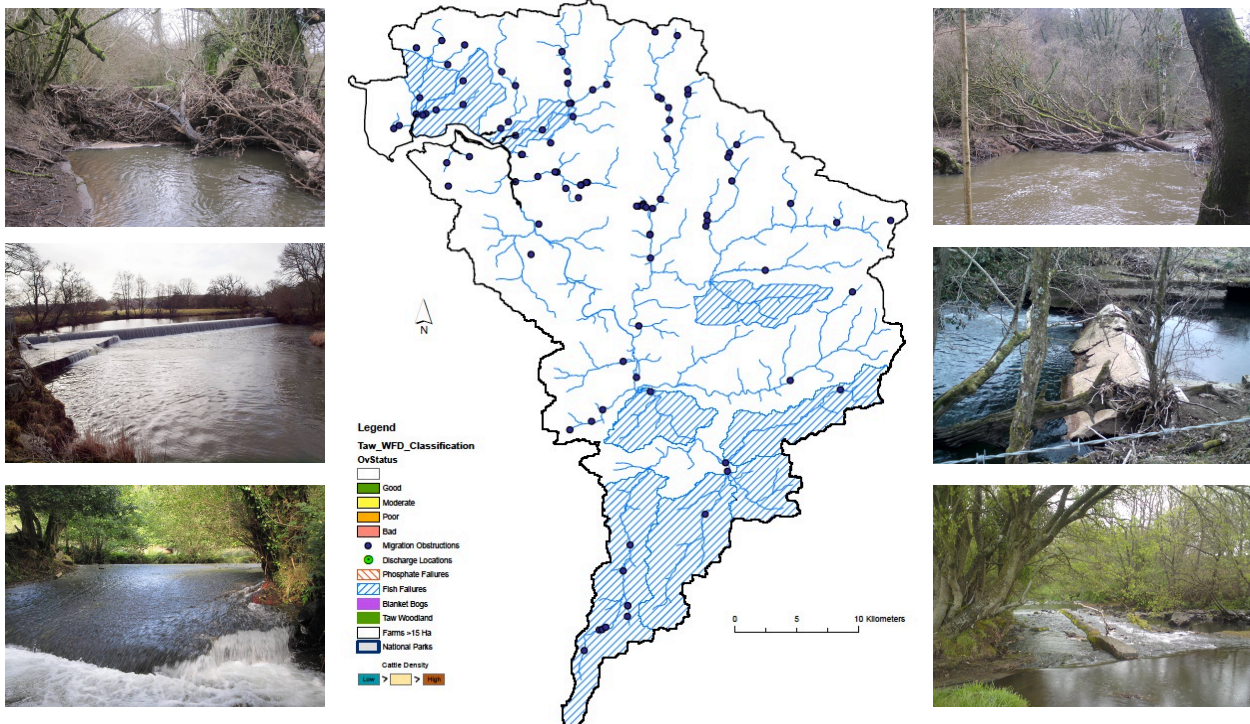 N
Legend
Taw_WFD_Classification
OvStatus
Good
Moderate
Poor
Bad
Migration Obstructions
Discharge Locations
Phosphate Failures
Fish Failures
Blanket Bogs
Taw Woodland
Farms >15 Ha
National Parks
Cattle Density
Low > > High
0 5 10 Kilometers